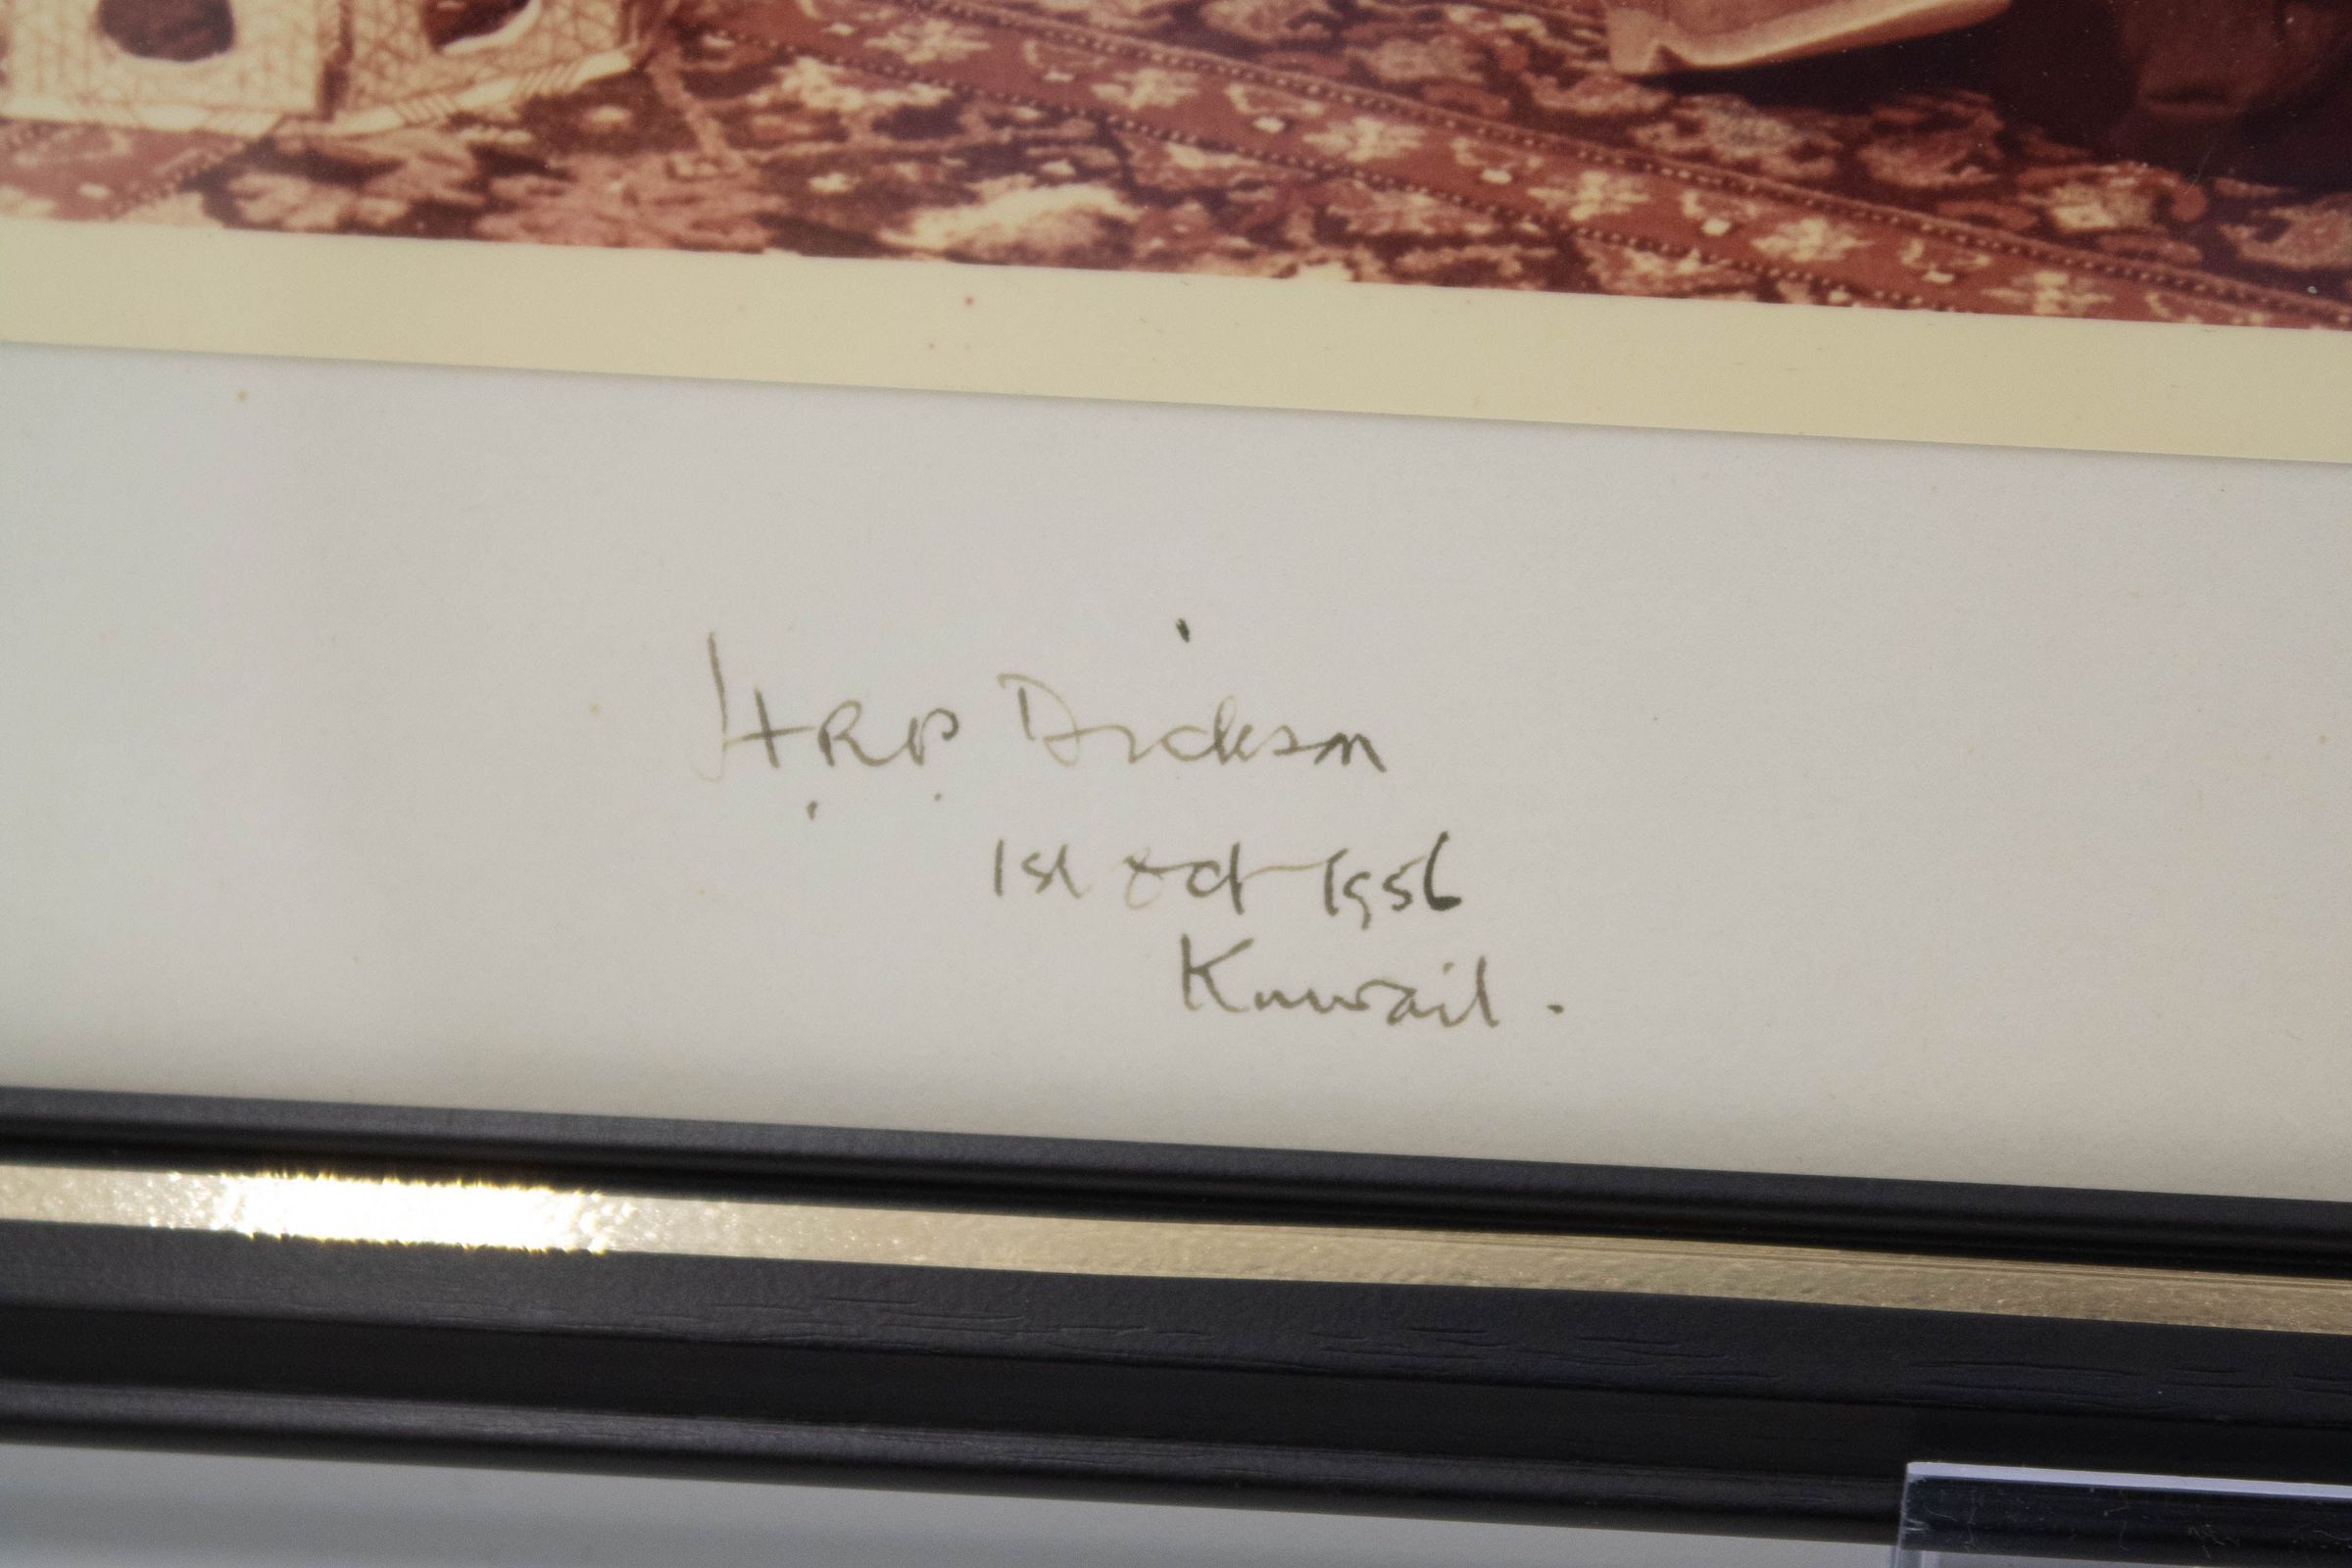 H.R.P. Dickson
1st Oct 1956
Kuwait.